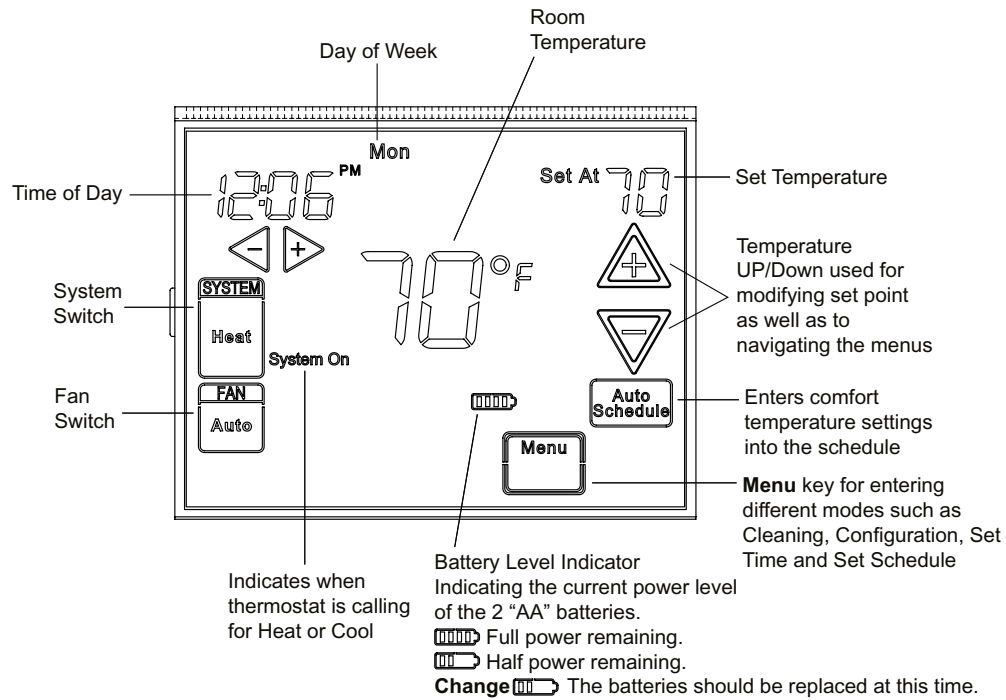 Room
Temperature
Day of Week
Mon
Time of Day
12:06 PM
Set At 70
Set Temperature
70°F
Temperature
UP/Down used for
modifying set point
as well as to
navigating the menus
System
Switch
SYSTEM
Heat
System On
Fan
Switch
FAN
Auto
Auto
Schedule
Enters comfort
temperature settings
into the schedule
Menu
Menu key for entering
different modes such as
Cleaning, Configuration, Set
Time and Set Schedule
Indicates when
thermostat is calling
for Heat or Cool
Battery Level Indicator
Indicating the current power level
of the 2 “AA” batteries.
Full power remaining.
Half power remaining.
Change The batteries should be replaced at this time.